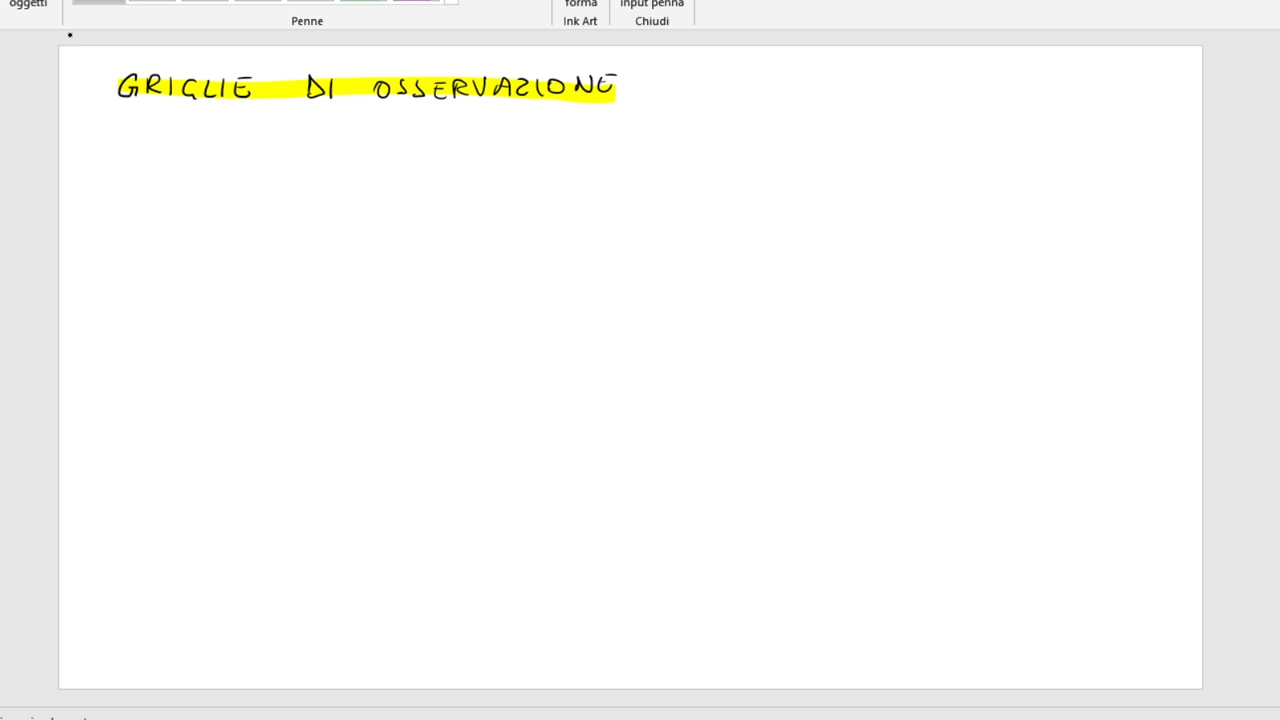 oggetti
forma
input penna
Penne
Ink Art
Chiudi
GRIGLIE DI OSSERVAZIONE